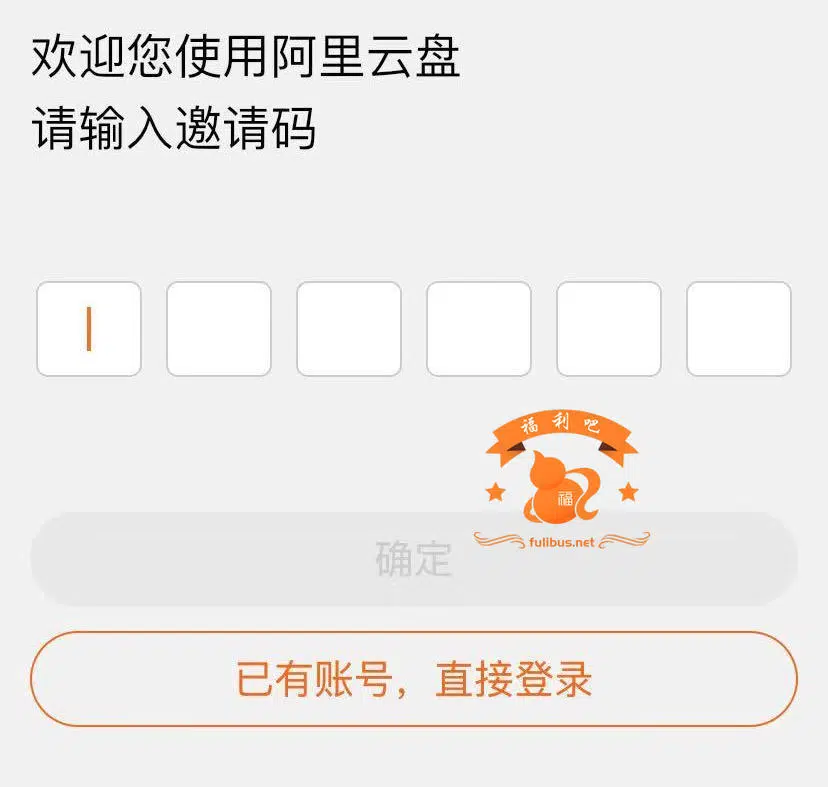 欢迎您使用阿里云盘
请输入邀请码
福利吧
福
fulibus.net
确定
已有账号，直接登录